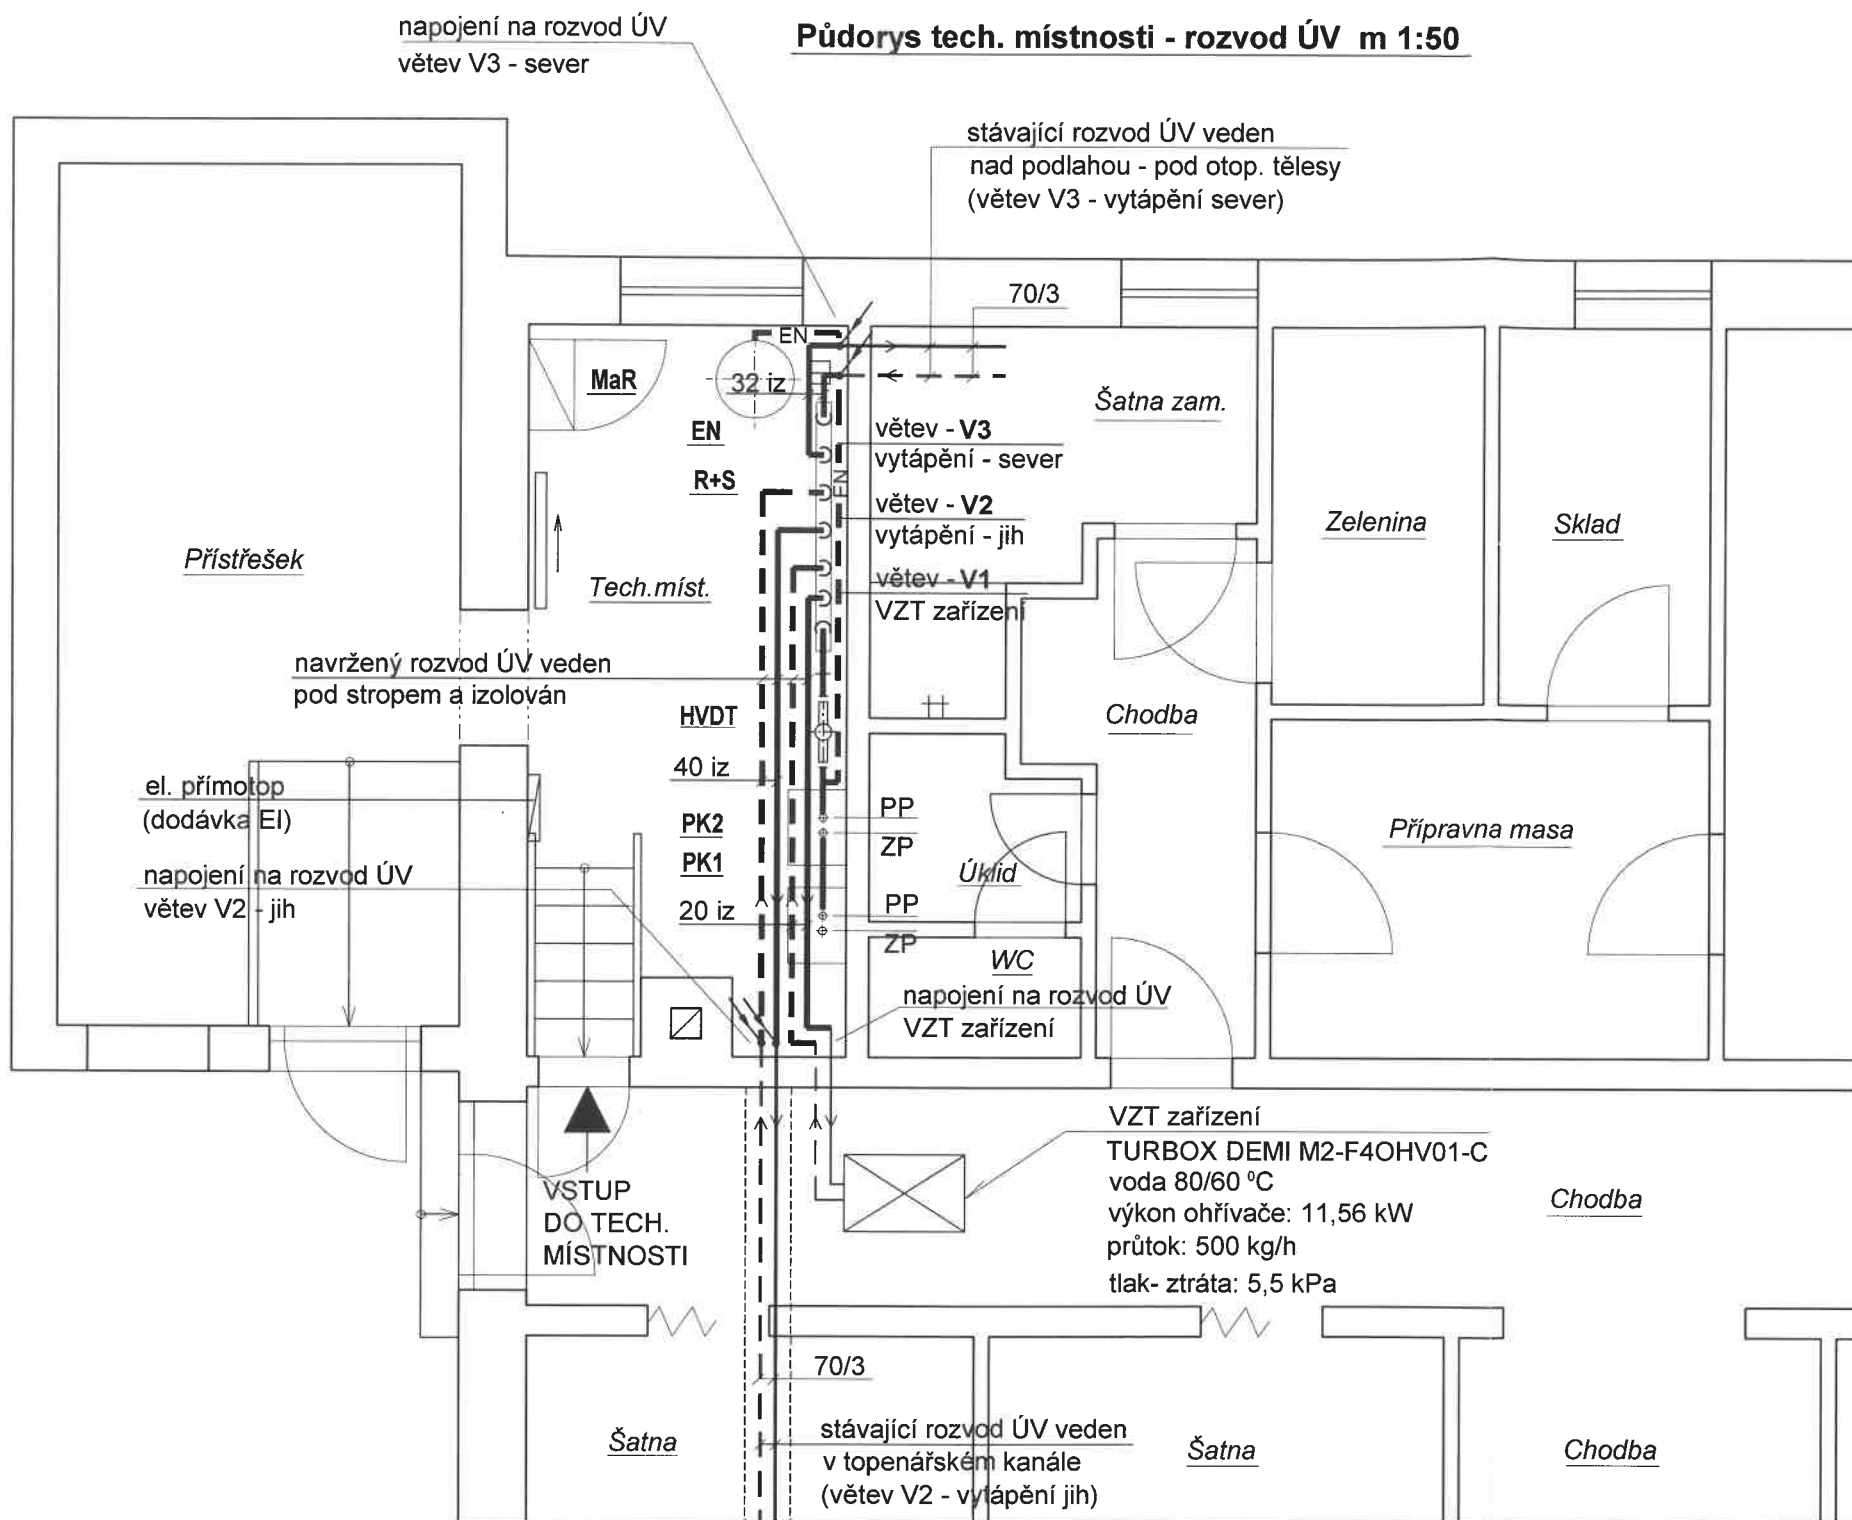 napojení na rozvod ÚV
větev V3 - sever
Půdorys tech. místnosti - rozvod ÚV m 1:50
stávající rozvod ÚV veden
nad podlahou - pod otop. tělesy
(větev V3 - vytápění sever)
70/3
EN
MaR
32 iz
Šatna zam.
EN
větev - V3
vytápění - sever
R+S
EN
větev - V2
vytápění - jih
Zelenina
Sklad
Přístřešek
Tech.míst.
větev - V1
VZT zařízení
navržený rozvod ÚV veden
pod stropem a izolován
HVDT
Chodba
40 iz
el. přímotop
(dodávka El)
PP
PK2
ZP
Přípravna masa
PK1
Úklid
napojení na rozvod ÚV
větev V2 - jih
20 iz
PP
ZP
WC
napojení na rozvod ÚV
VZT zařízení
VZT zařízení
TURBOX DEMI M2-F4OHV01-C
voda 80/60 ⁰C
výkon ohřívače: 11,56 kW
průtok: 500 kg/h
tlak- ztráta: 5,5 kPa
VSTUP
DO TECH.
MÍSTNOSTI
Chodba
70/3
stávající rozvod ÚV veden
v topenářském kanále
(větev V2 - vytápění jih)
Šatna
Šatna
Chodba